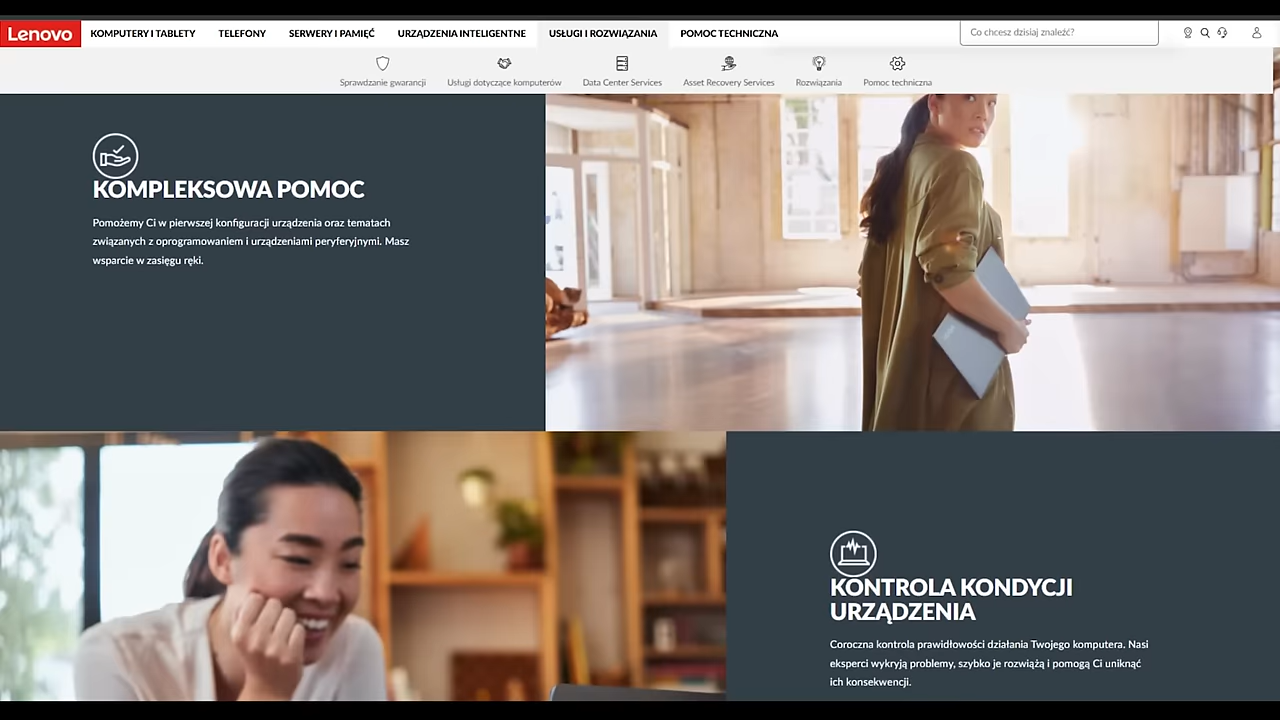 Lenovo
KOMPUTERY I TABLETY TELEFONY SERWERY I PAMIĘĆ URZĄDZENIA INTELIGENTNE USŁUGI I ROZWIĄZANIA POMOC TECHNICZNA
Co chcesz dzisiaj znaleźć?
Sprawdzanie gwarancji Usługi dotyczące komputerów Data Center Services Asset Recovery Services Rozwiązania Pomoc techniczna
KOMPLEKSOWA POMOC
Pomożemy Ci w pierwszej konfiguracji urządzenia oraz tematach
związanych z oprogramowaniem i urządzeniami peryferyjnymi. Masz
wsparcie w zasięgu ręki.
KONTROLA KONDYCJI
URZĄDZENIA
Coroczna kontrola prawidłowości działania Twojego komputera. Nasi
eksperci wykryją problemy, szybko je rozwiążą i pomogą Ci uniknąć
ich konsekwencji.